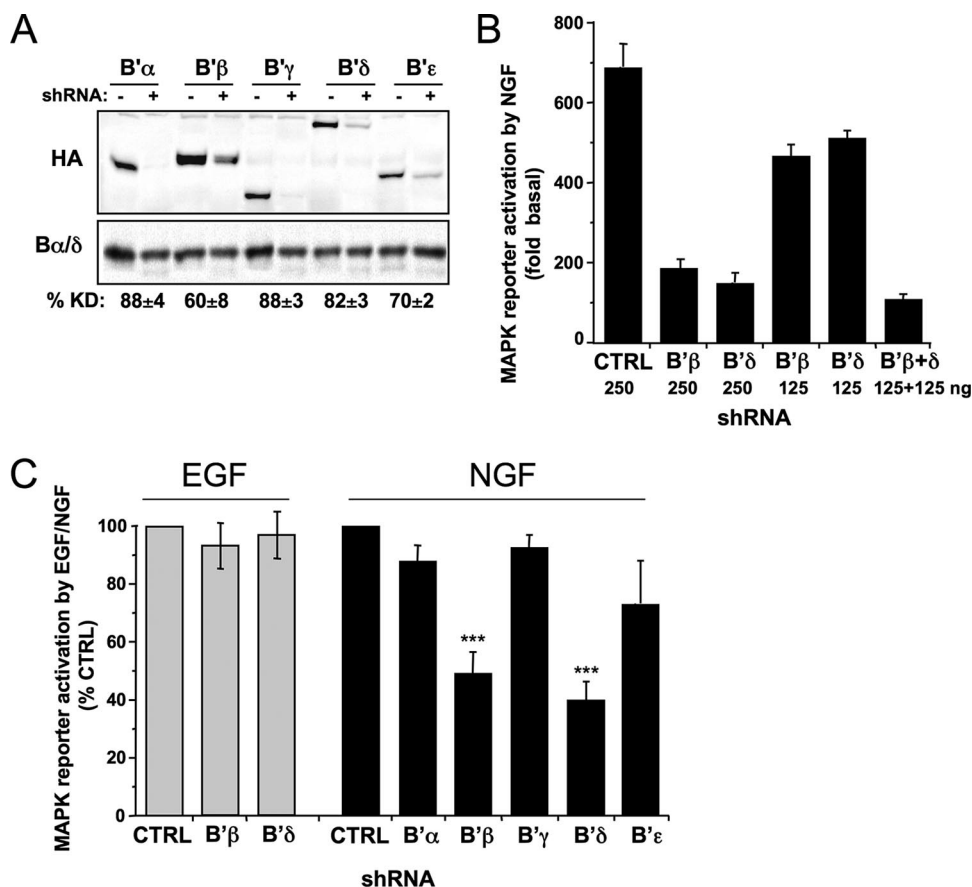 A
B'α B'β B'γ B'δ B'ε
shRNA: - + - + - + - + - +
HA
Bα/δ
% KD: 88±4 60±8 88±3 82±3 70±2
B
MAPK reporter activation by NGF
(fold basal)
800
600
400
200
0
CTRL B'β B'δ B'β B'δ B'β+δ
250 250 250 125 125 125+125 ng
shRNA
C
EGF NGF
MAPK reporter activation by EGF/NGF
(% CTRL)
100
80
60
40
20
0
*** ***
CTRL B'β B'δ CTRL B'α B'β B'γ B'δ B'ε
shRNA